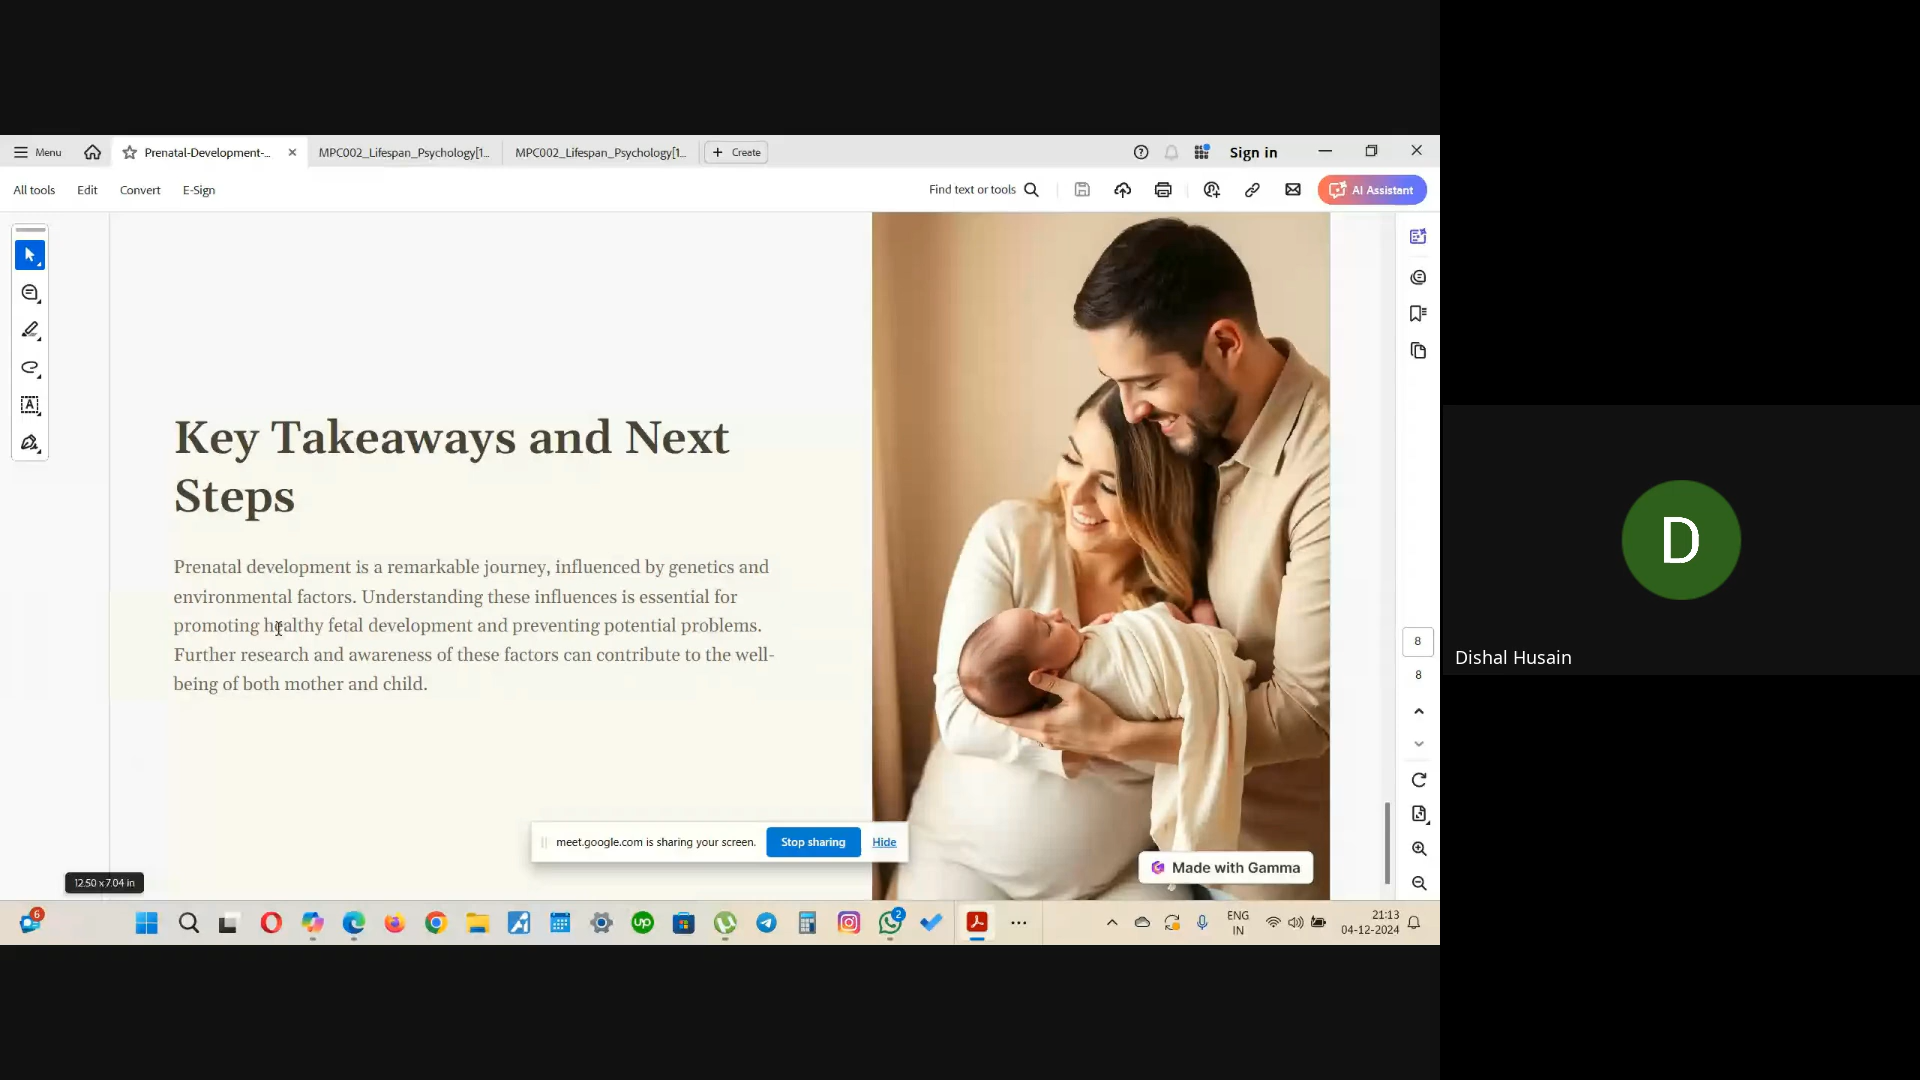 Menu
Prenatal-Development-...
MPC002_Lifespan_Psychology[1...
MPC002_Lifespan_Psychology[1...
Create
Sign in
All tools
Edit
Convert
E-Sign
Find text or tools
AI Assistant
Key Takeaways and Next
Steps
Prenatal development is a remarkable journey, influenced by genetics and
environmental factors. Understanding these influences is essential for
promoting healthy fetal development and preventing potential problems.
Further research and awareness of these factors can contribute to the well-
being of both mother and child.
8
8
D
Dishal Husain
meet.google.com is sharing your screen.
Stop sharing
Hide
Made with Gamma
12.50 x 7.04 in
6
up
2
ENG
IN
21:13
04-12-2024